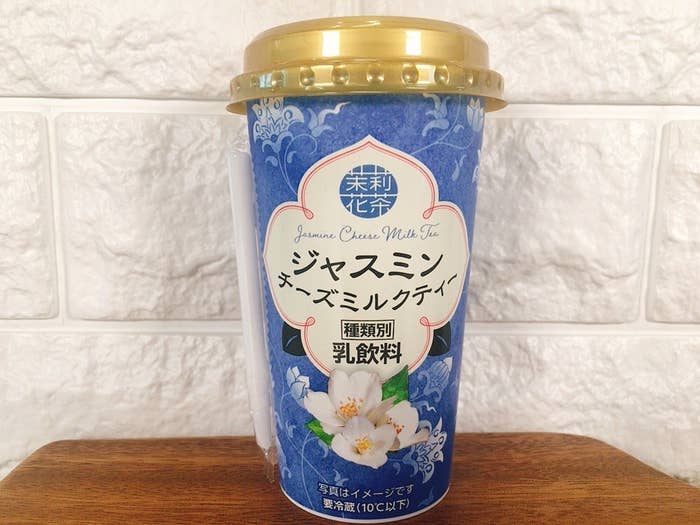 茉莉
花茶
Jasmine Cheese Milk Tea
ジャスミン
チーズミルクティー
種類別
乳飲料
写真はイメージです
要冷蔵(10℃以下)